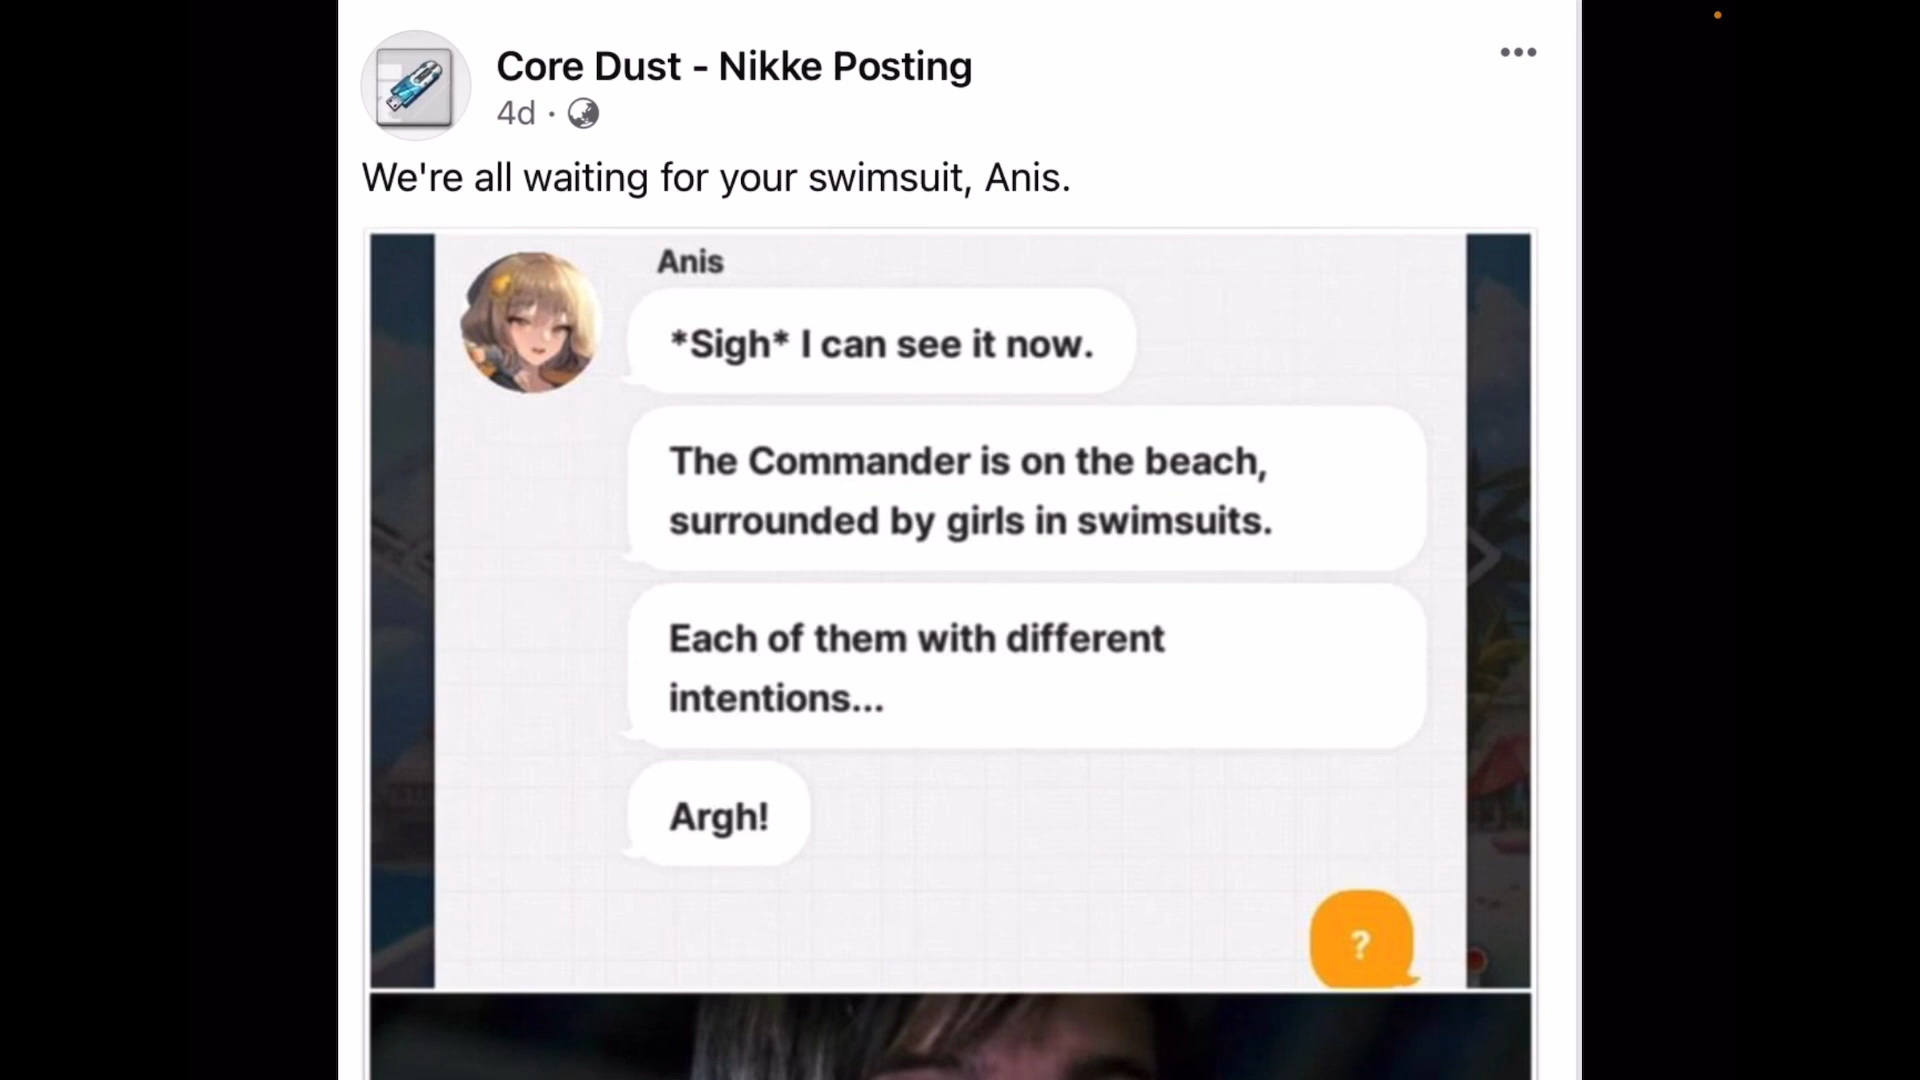 Core Dust - Nikke Posting
4d ·
We're all waiting for your swimsuit, Anis.
Anis
*Sigh* I can see it now.
The Commander is on the beach,
surrounded by girls in swimsuits.
Each of them with different
intentions...
Argh!
?